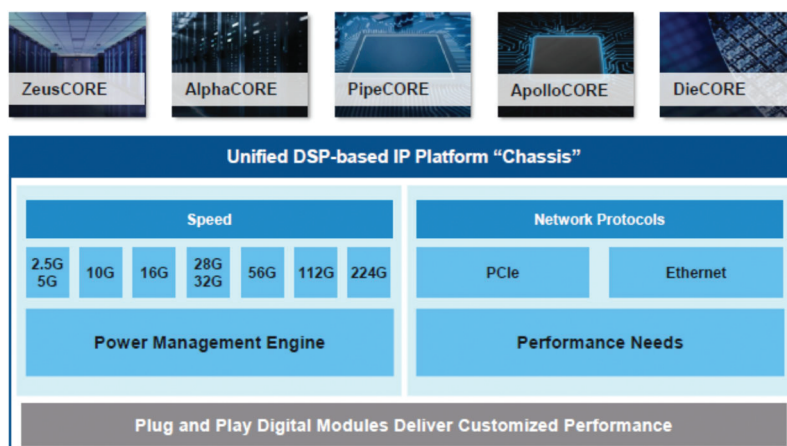 ZeusCORE
AlphaCORE
PipeCORE
ApolloCORE
DieCORE
Unified DSP-based IP Platform “Chassis”
Speed
Network Protocols
2.5G
5G
10G
16G
28G
32G
56G
112G
224G
PCIe
Ethernet
Power Management Engine
Performance Needs
Plug and Play Digital Modules Deliver Customized Performance